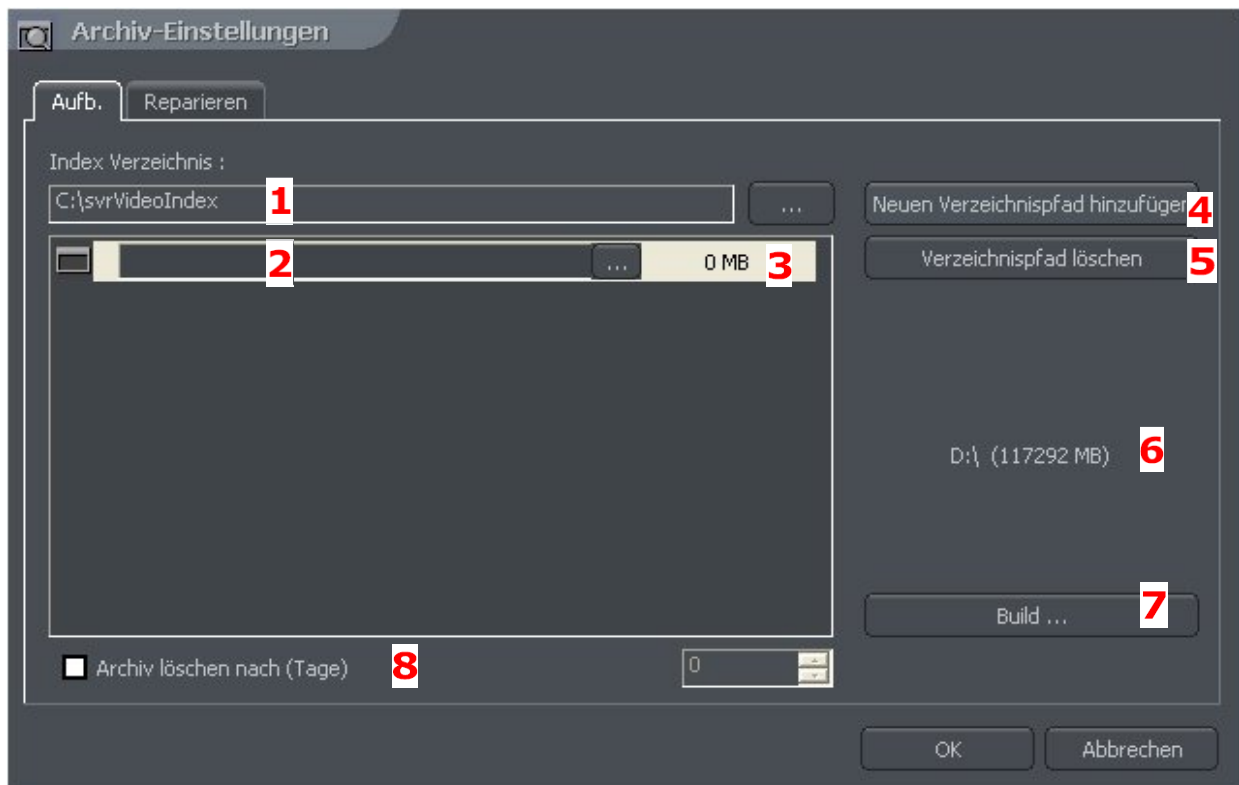 Archiv-Einstellungen
Aufb. Reparieren
Index Verzeichnis :
C:\svrVideoIndex 1 ... Neuen Verzeichnispfad hinzufügen 4
2 ... 0 MB 3 Verzeichnispfad löschen 5
D:\ (117292 MB) 6
Build ... 7
Archiv löschen nach (Tage) 8 0
OK Abbrechen